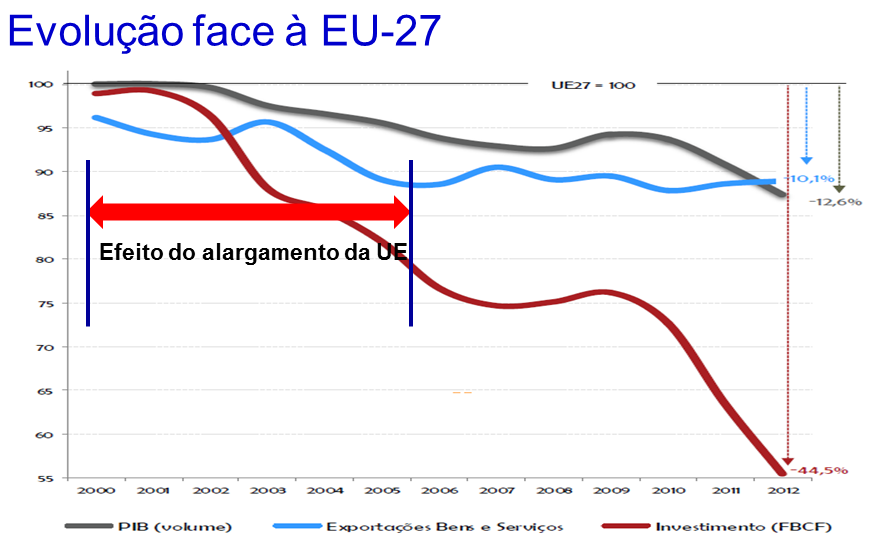 Evolução face à EU-27
100
UE27 = 100
95
90
-10,1%
-12,6%
85
Efeito do alargamento da UE
80
75
70
65
60
-44,5%
55
2000 2001 2002 2003 2004 2005 2006 2007 2008 2009 2010 2011 2012
PIB (volume) Exportações Bens e Serviços Investimento (FBCF)